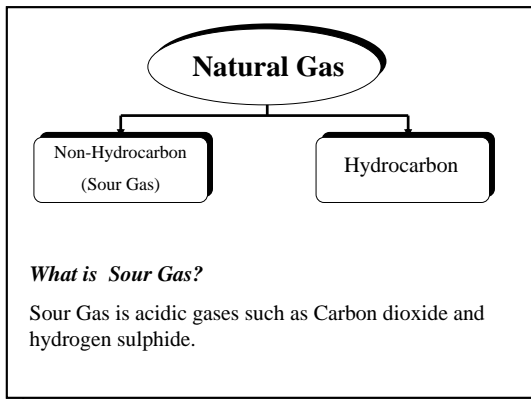 Natural Gas
Non-Hydrocarbon
(Sour Gas)
Hydrocarbon
What is Sour Gas?
Sour Gas is acidic gases such as Carbon dioxide and
hydrogen sulphide.